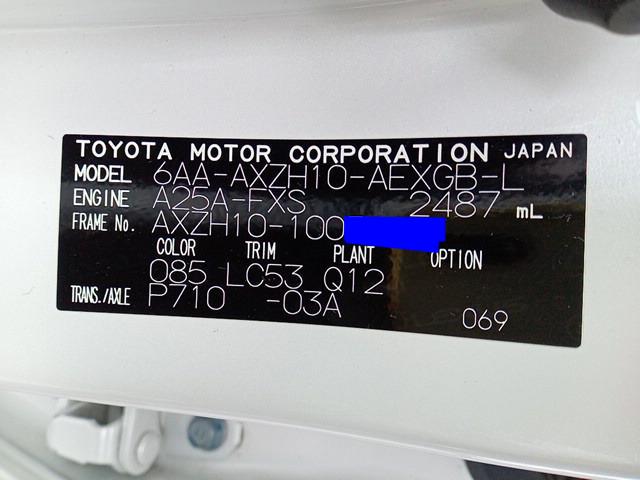 TOYOTA MOTOR CORPORATION JAPAN
MODEL 6AA-AXZH10-AEXGB-L
ENGINE A25A-FXS 2487 mL
FRAME No. AXZH10-100
COLOR TRIM PLANT OPTION
085 LC53 Q12
TRANS./AXLE P710 -03A
069